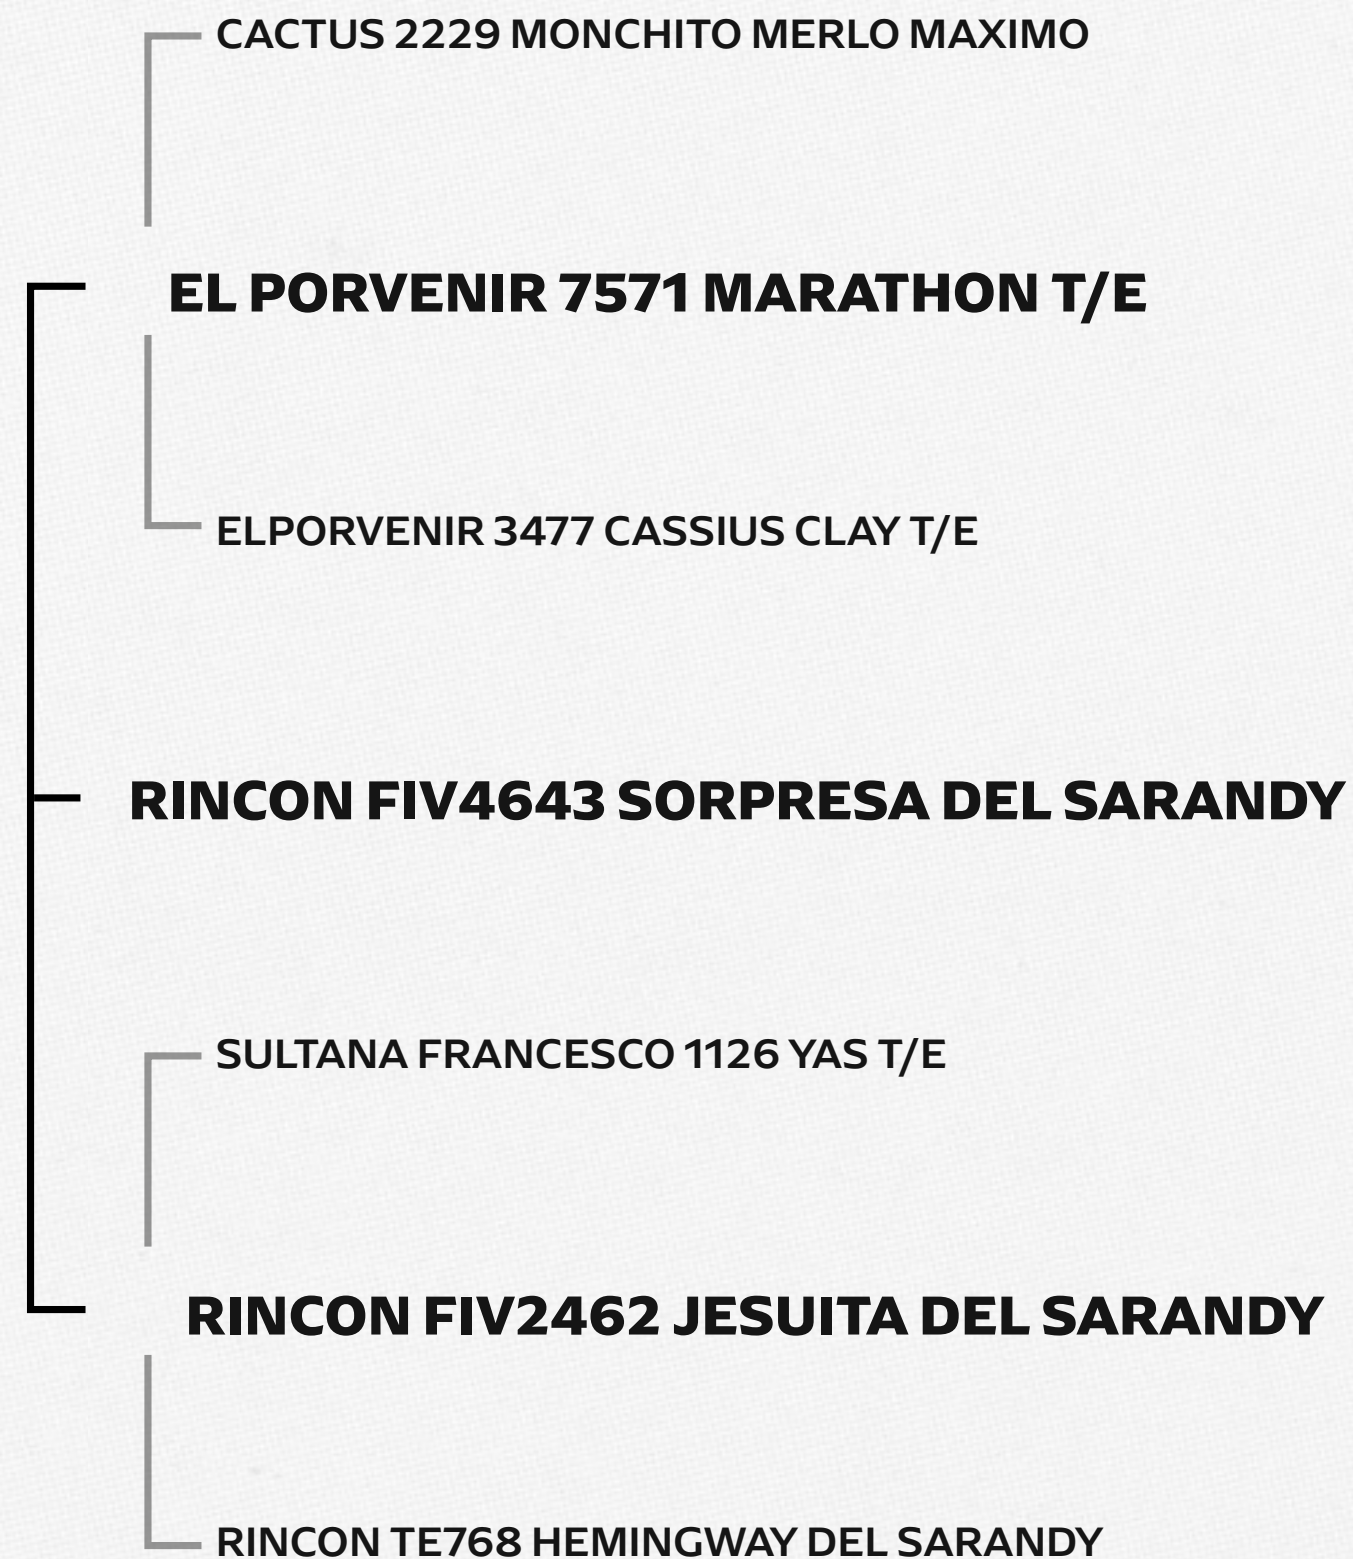 CACTUS 2229 MONCHITO MERLO MAXIMO
EL PORVENIR 7571 MARATHON T/E
ELPORVENIR 3477 CASSIUS CLAY T/E
RINCON FIV4643 SORPRESA DEL SARANDY
SULTANA FRANCESCO 1126 YAS T/E
RINCON FIV2462 JESUITA DEL SARANDY
RINCON TE768 HEMINGWAY DEL SARANDY